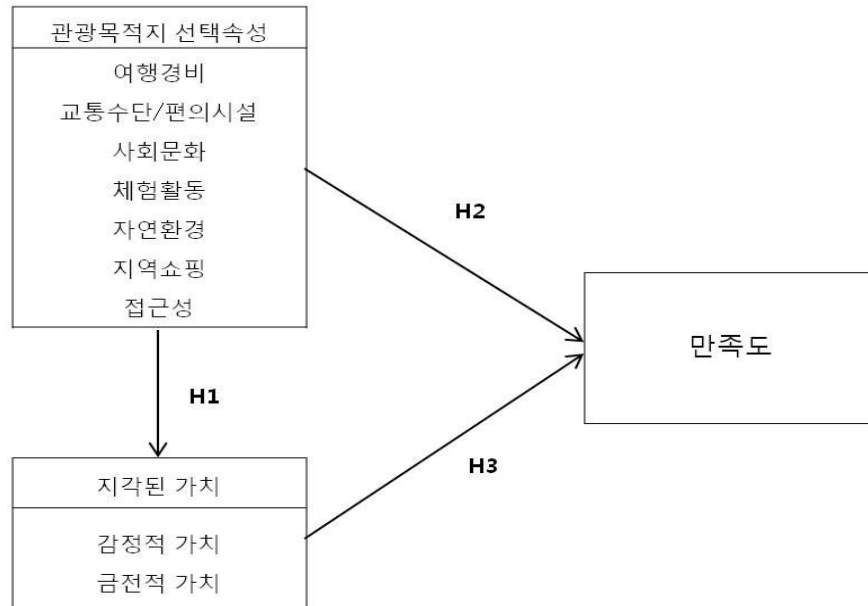 관광목적지 선택속성
여행경비
교통수단/편의시설
사회문화
체험활동
자연환경
지역쇼핑
접근성
H2
만족도
H1
H3
지각된 가치
감정적 가치
금전적 가치